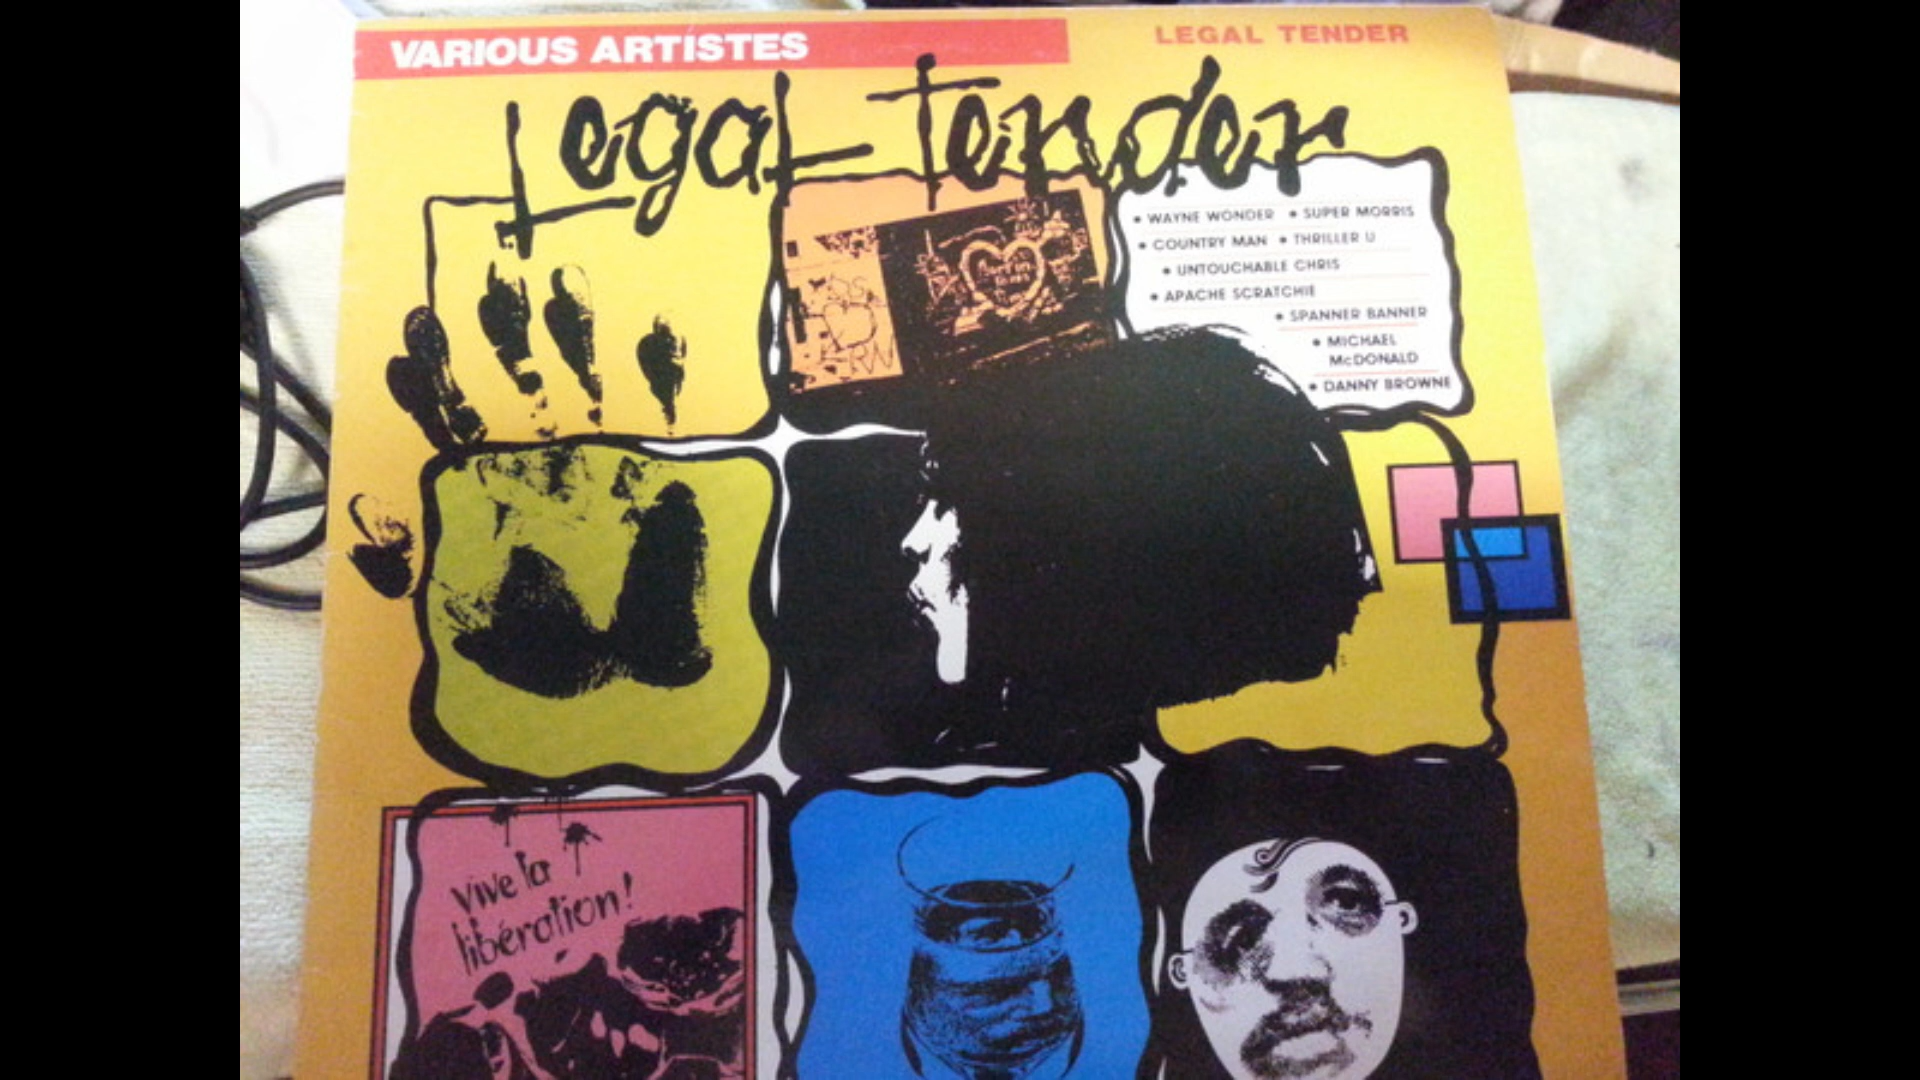 VARIOUS ARTISTES
LEGAL TENDER
Legal Tender
• WAYNE WONDER • SUPER MORRIS
• COUNTRY MAN • THRILLER U
• UNTOUCHABLE CHRIS
• APACHE SCRATCHIE
• SPANNER BANNER
• MICHAEL
McDONALD
• DANNY BROWNE
vive la
libération!